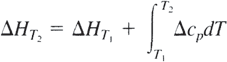 ΔH_{T_2} = ΔH_{T_1} + ∫_{T_1}^{T_2} Δc_p dT